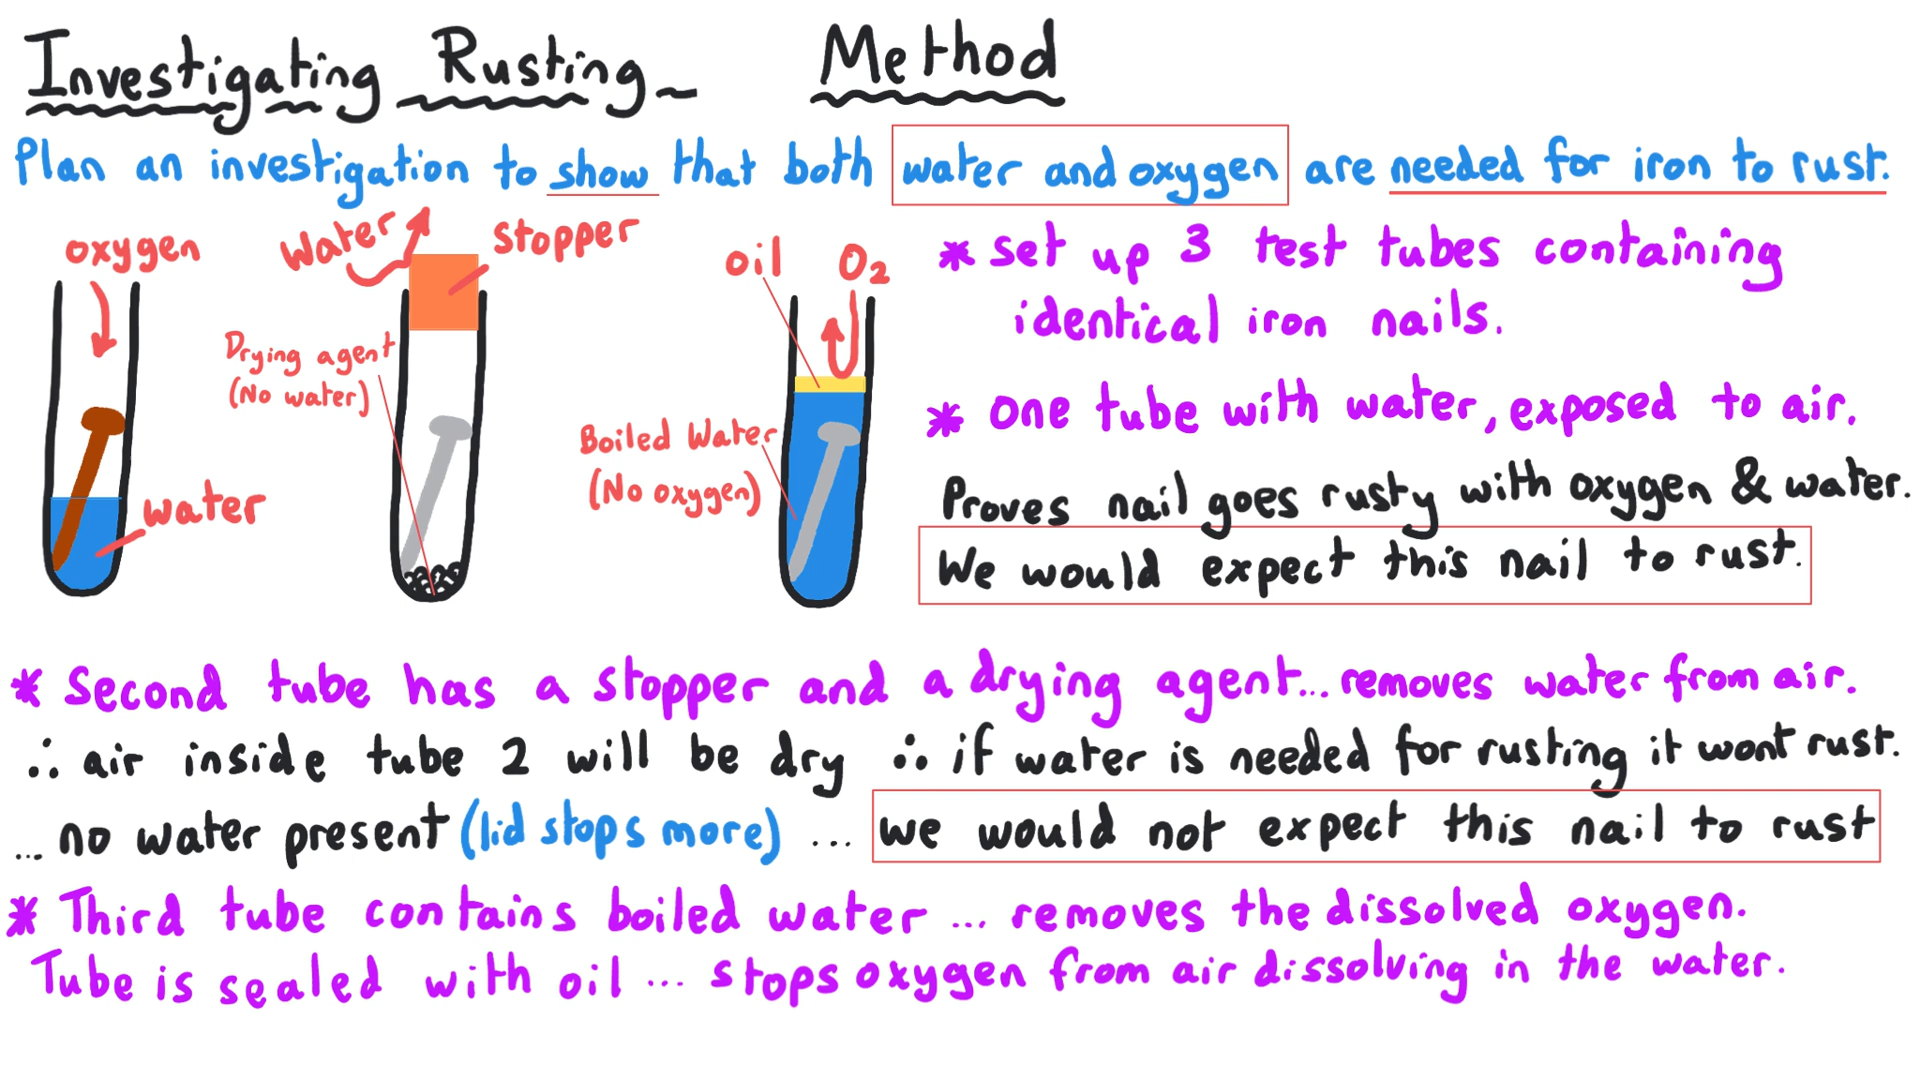 Investigating Rusting - Method
Plan an investigation to show that both water and oxygen are needed for iron to rust.
oxygen
water
water
stopper
Drying agent
(No water)
oil
O₂
Boiled Water
(No oxygen)
* set up 3 test tubes containing
identical iron nails.
* one tube with water, exposed to air.
Proves nail goes rusty with oxygen & water.
We would expect this nail to rust.
* Second tube has a stopper and a drying agent... removes water from air.
∴ air inside tube 2 will be dry ∴ if water is needed for rusting it wont rust.
... no water present (lid stops more) ... we would not expect this nail to rust
* Third tube contains boiled water ... removes the dissolved oxygen.
Tube is sealed with oil ... stops oxygen from air dissolving in the water.